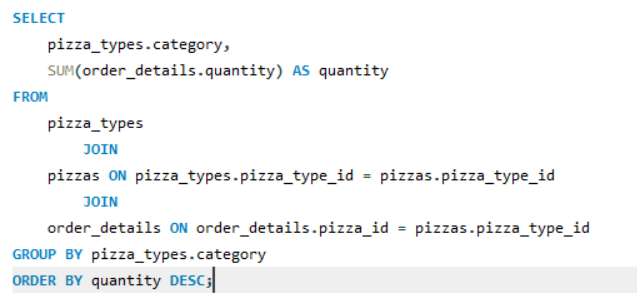 SELECT
    pizza_types.category,
    SUM(order_details.quantity) AS quantity
FROM
    pizza_types
        JOIN
    pizzas ON pizza_types.pizza_type_id = pizzas.pizza_type_id
        JOIN
    order_details ON order_details.pizza_id = pizzas.pizza_type_id
GROUP BY pizza_types.category
ORDER BY quantity DESC;